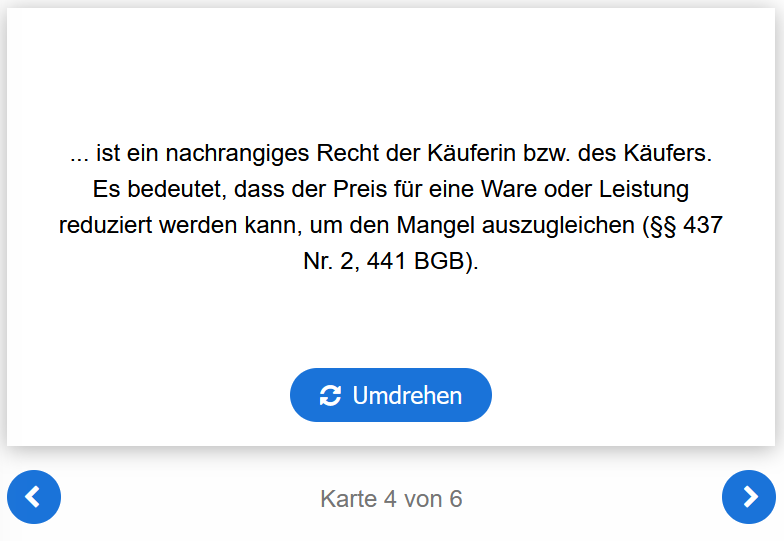 ... ist ein nachrangiges Recht der Käuferin bzw. des Käufers.
Es bedeutet, dass der Preis für eine Ware oder Leistung
reduziert werden kann, um den Mangel auszugleichen (§§ 437
Nr. 2, 441 BGB).
Umdrehen
Karte 4 von 6